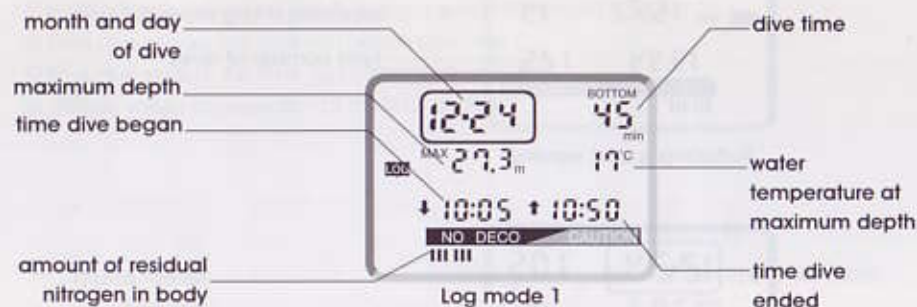 month and day
of dive
dive time
maximum depth
time dive began
BOTTOM
12·24
45
min
MAX 27.3 m
17°C
LOG
water
temperature at
maximum depth
10:05
10:50
NO DECO
amount of residual
nitrogen in body
time dive
ended
Log mode 1